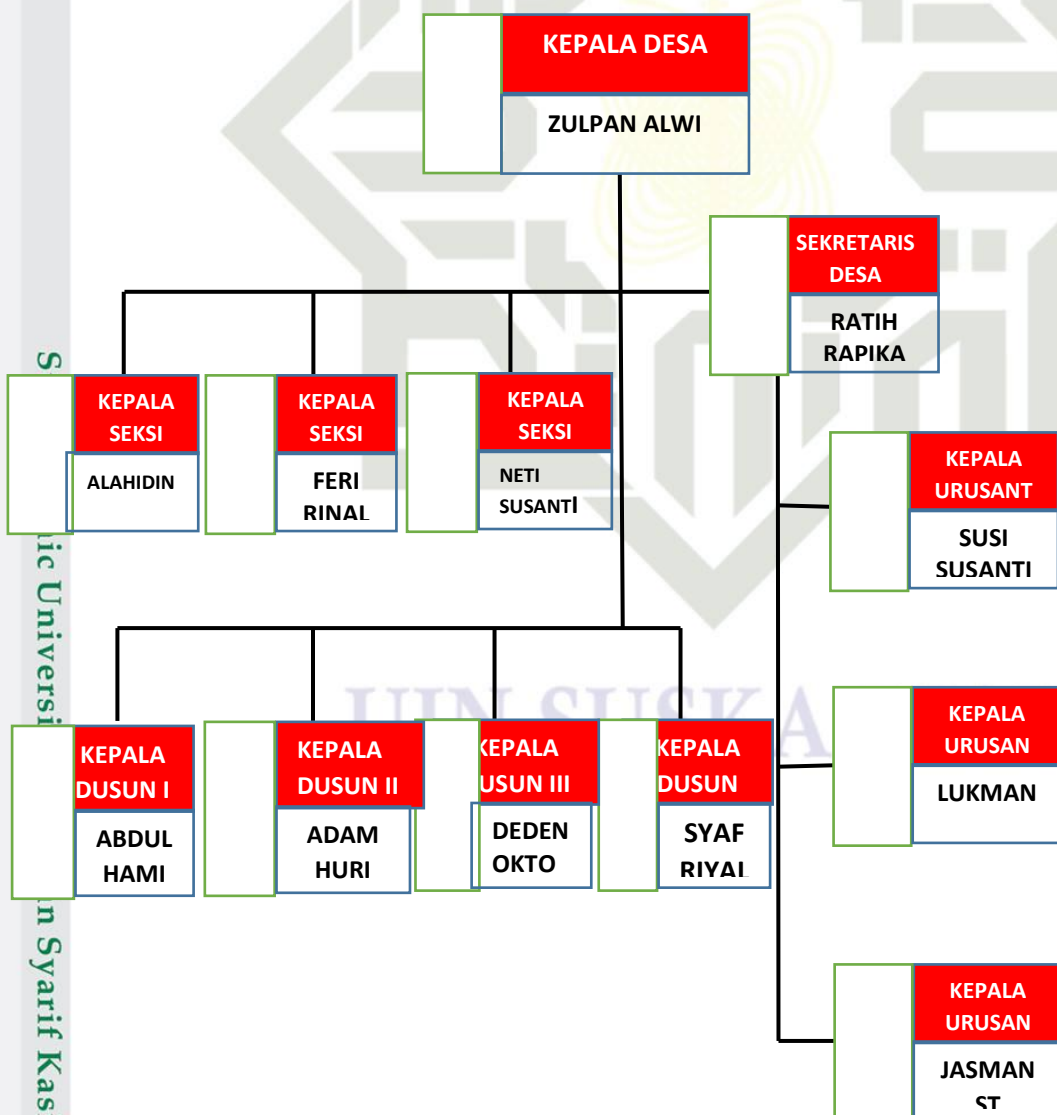 KEPALA DESA
ZULPAN ALWI
SEKRETARIS
DESA
RATIH
RAPIKA
KEPALA
SEKSI
ALAHIDIN
KEPALA
SEKSI
FERI
RINAL
KEPALA
SEKSI
NETI
SUSANTI
KEPALA
URUSANT
SUSI
SUSANTI
KEPALA
URUSAN
LUKMAN
KEPALA
URUSAN
JASMAN
ST
KEPALA
DUSUN I
ABDUL
HAMI
KEPALA
DUSUN II
ADAM
HURI
KEPALA
USUN III
DEDEN
OKTO
KEPALA
DUSUN
SYAF
RIYAL
UIN SUSKA
S ic Universi n Syarif Kas